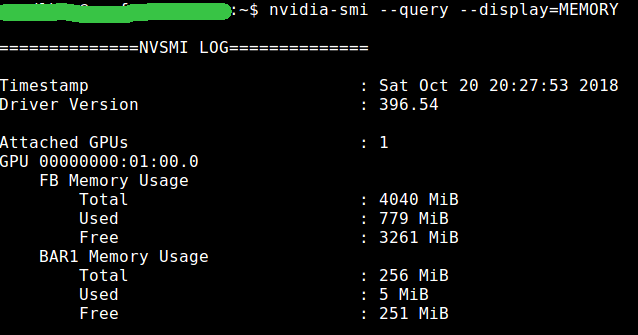 :~$ nvidia-smi --query --display=MEMORY
==============NVSMI LOG==============
Timestamp : Sat Oct 20 20:27:53 2018
Driver Version : 396.54
Attached GPUs : 1
GPU 00000000:01:00.0
FB Memory Usage
Total : 4040 MiB
Used : 779 MiB
Free : 3261 MiB
BAR1 Memory Usage
Total : 256 MiB
Used : 5 MiB
Free : 251 MiB